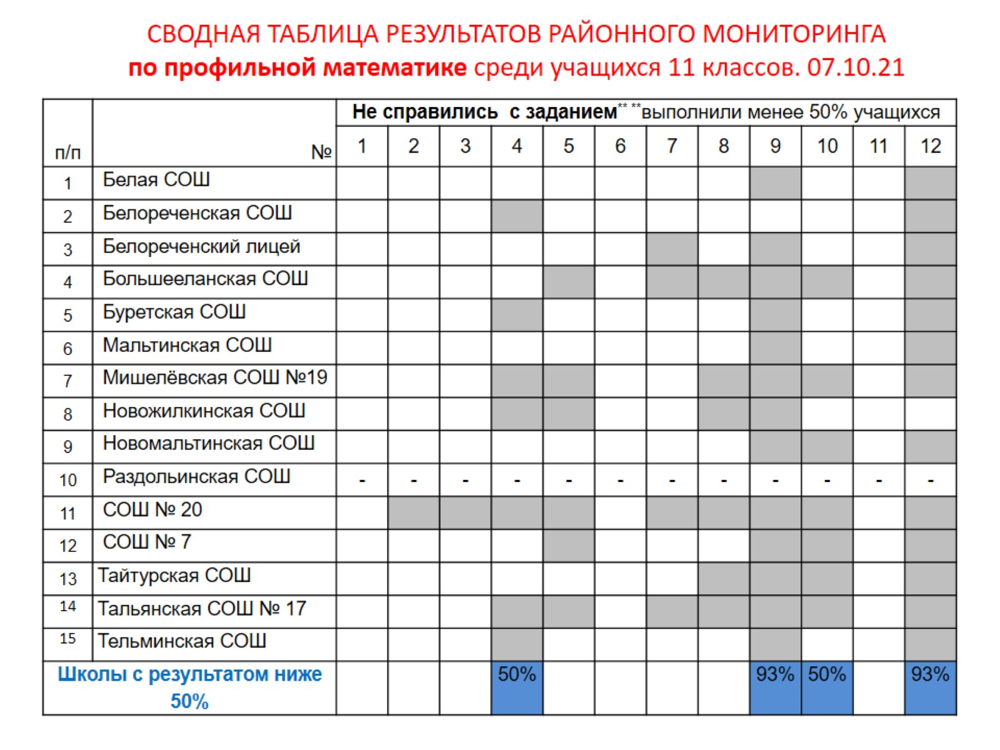 СВОДНАЯ ТАБЛИЦА РЕЗУЛЬТАТОВ РАЙОННОГО МОНИТОРИНГА
по профильной математике среди учащихся 11 классов. 07.10.21
Не справились с заданием** **выполнили менее 50% учащихся
п/п № 1 2 3 4 5 6 7 8 9 10 11 12
1 Белая СОШ
2 Белореченская СОШ
3 Белореченский лицей
4 Большееланская СОШ
5 Буретская СОШ
6 Мальтинская СОШ
7 Мишелёвская СОШ №19
8 Новожилкинская СОШ
9 Новомальтинская СОШ
10 Раздольинская СОШ - - - - - - - - - - - -
11 СОШ № 20
12 СОШ № 7
13 Тайтурская СОШ
14 Тальянская СОШ № 17
15 Тельминская СОШ
Школы с результатом ниже 50% 93% 50% 93%
50%